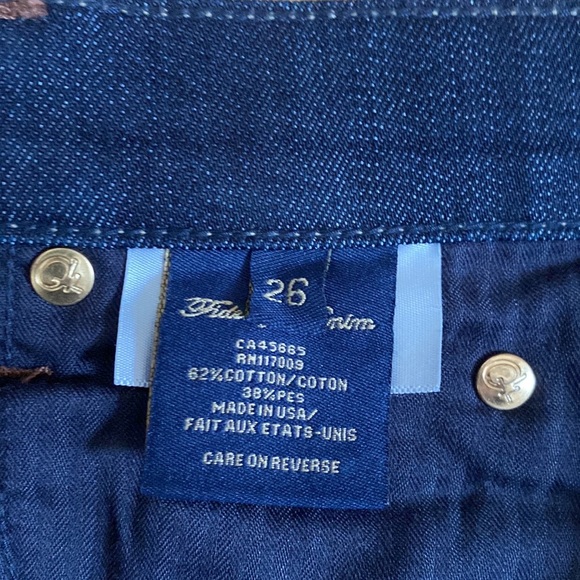 26
CA45665
RN117009
62%COTTON/COTON
38%PES
MADE IN USA/
FAIT AUX ETATS-UNIS
CARE ON REVERSE